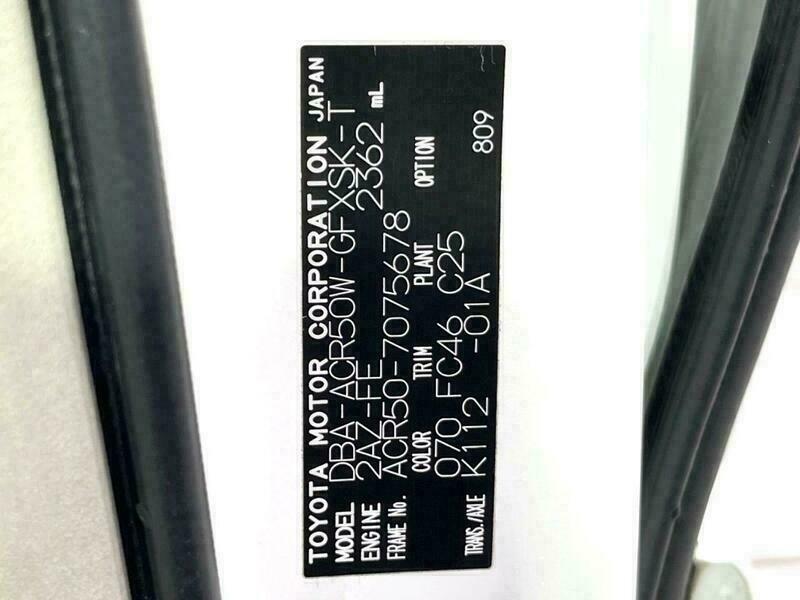 TOYOTA MOTOR CORPORATION JAPAN
MODEL DBA-ACR50W-GFXSK-T
ENGINE 2AZ-FE 2362 mL
FRAME No. ACR50-7075678
COLOR TRIM PLANT OPTION
070 FC46 C25
TRANS./AXLE K112 -01A 809